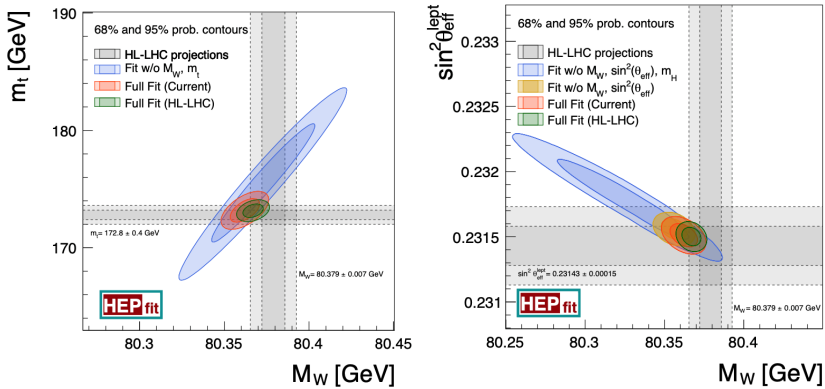 m_t [GeV]
190
180
170
68% and 95% prob. contours
HL-LHC projections
Fit w/o M_W, m_t
Full Fit (Current)
Full Fit (HL-LHC)
m_t= 172.8 ± 0.4 GeV
M_W= 80.379 ± 0.007 GeV
HEP fit
80.3 80.35 80.4 80.45
M_W [GeV]
sin²θ_eff^lept
0.233
0.2325
0.232
0.2315
0.231
68% and 95% prob. contours
HL-LHC projections
Fit w/o M_W, sin²(θ_eff), m_H
Fit w/o M_W, sin²(θ_eff)
Full Fit (Current)
Full Fit (HL-LHC)
sin² θ_eff^lept = 0.23143 ± 0.00015
M_W= 80.379 ± 0.007 GeV
HEP fit
80.25 80.3 80.35 80.4
M_W [GeV]